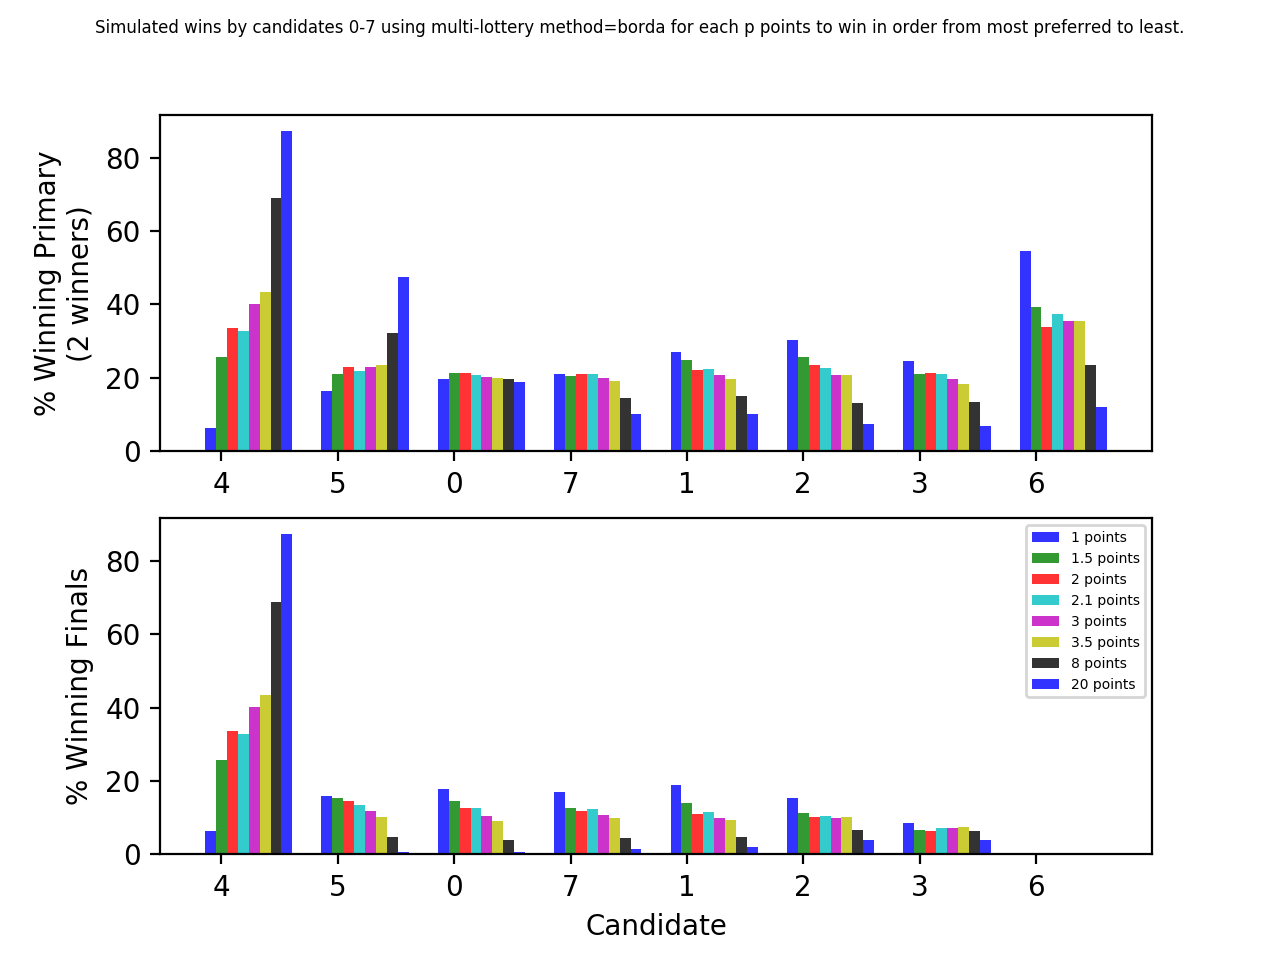 Simulated wins by candidates 0-7 using multi-lottery method=borda for each p points to win in order from most preferred to least.
% Winning Primary
(2 winners)
80
60
40
20
0
4 5 0 7 1 2 3 6
% Winning Finals
80
60
40
20
0
1 points
1.5 points
2 points
2.1 points
3 points
3.5 points
8 points
20 points
4 5 0 7 1 2 3 6
Candidate